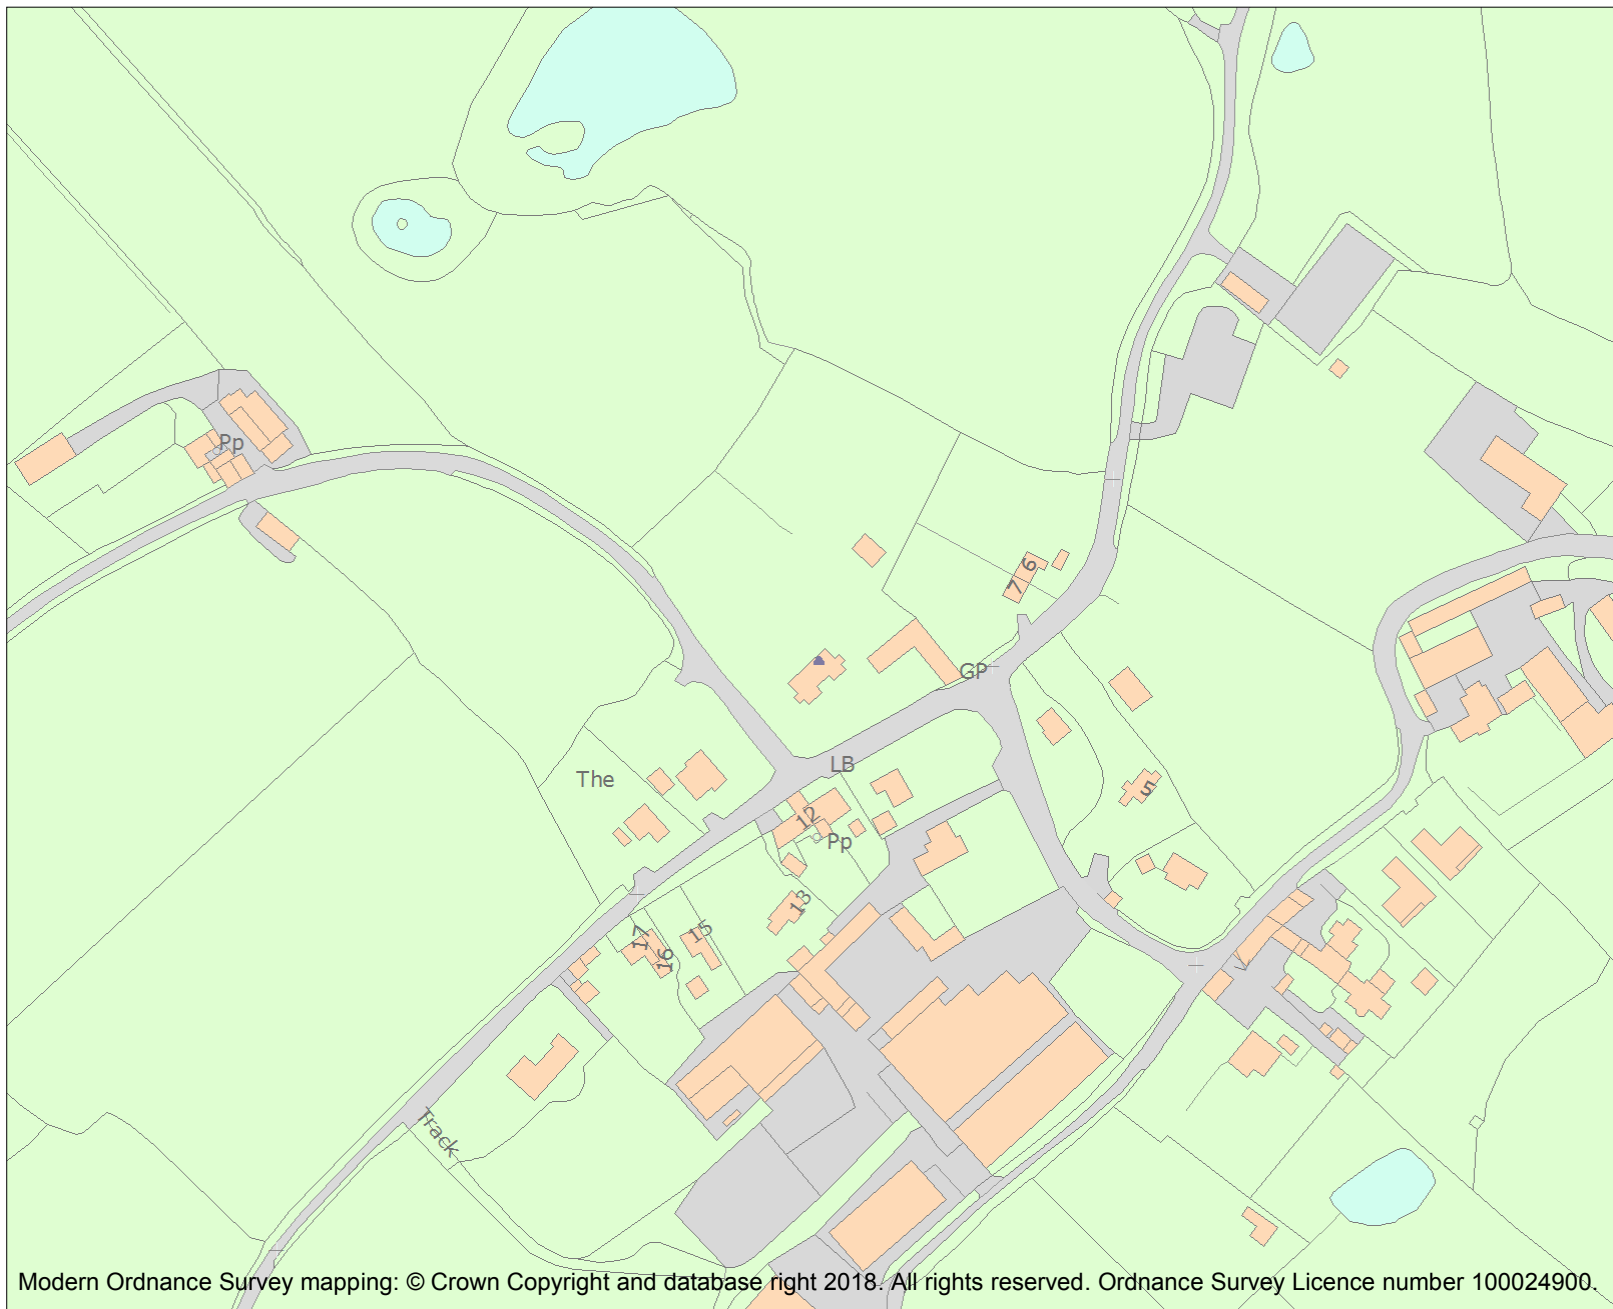 Pp
6
7
GP
LB
The
5
12
Pp
13
15
17
16
Track
Modern Ordnance Survey mapping: © Crown Copyright and database right 2018. All rights reserved. Ordnance Survey Licence number 100024900.